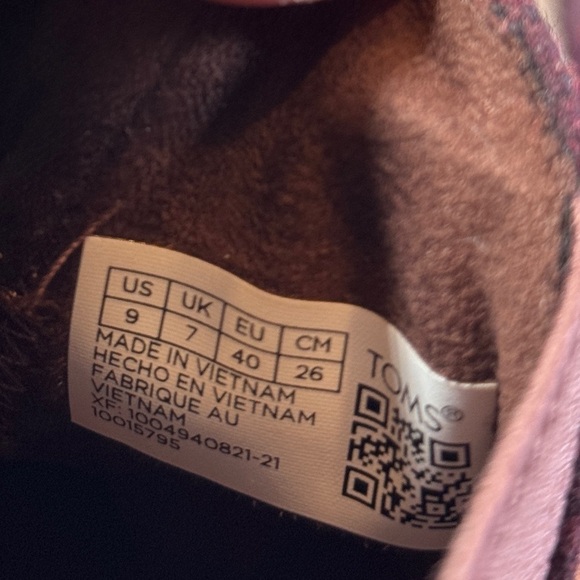 US UK EU CM
9 7 40 26
MADE IN VIETNAM
HECHO EN VIETNAM
FABRIQUE AU
VIETNAM
XF: 1004940821-21
10015795
TOMS®